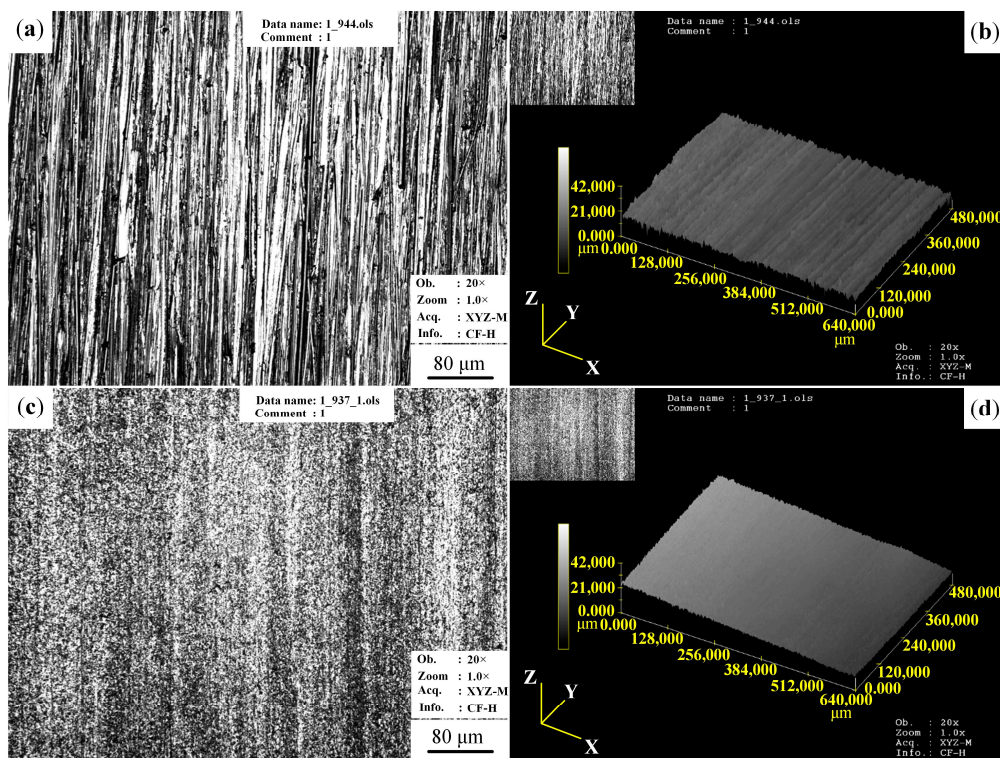 (a)
Data name: 1_944.ols
Comment : 1
Ob. : 20×
Zoom : 1.0×
Acq. : XYZ-M
Info. : CF-H
80 μm
(b)
Data name : 1_944.ols
Comment : 1
42,000
21,000
0.000
μm
0.000
128,000
256,000
384,000
512,000
640,000
μm
0.000
120,000
240,000
360,000
480,000
Z
Y
X
Ob. : 20x
Zoom : 1.0x
Acq. : XYZ-M
Info.: CF-H
(c)
Data name: 1_937_1.ols
Comment : 1
Ob. : 20×
Zoom : 1.0×
Acq. : XYZ-M
Info. : CF-H
80 μm
(d)
Data name : 1_937_1.ols
Comment : 1
42,000
21,000
0.000
μm
0.000
128,000
256,000
384,000
512,000
640,000
μm
0.000
120,000
240,000
360,000
480,000
Z
Y
X
Ob. : 20x
Zoom : 1.0x
Acq. : XYZ-M
Info.: CF-H